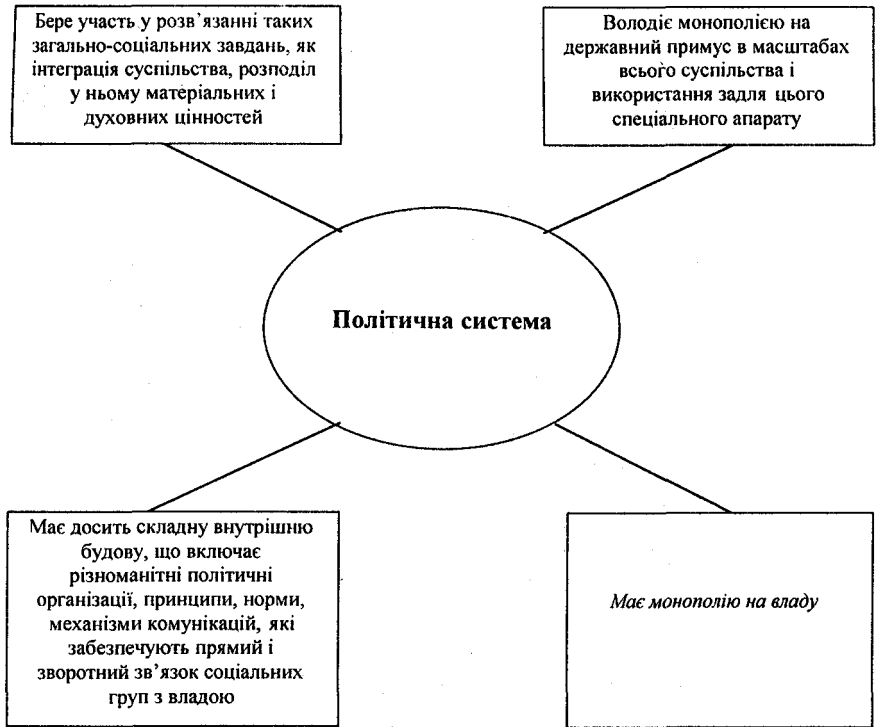 Бере участь у розв’язанні таких
загально-соціальних завдань, як
інтеграція суспільства, розподіл
у ньому матеріальних і
духовних цінностей
Володіє монополією на
державний примус в масштабах
всього суспільства і
використання задля цього
спеціального апарату
Політична система
Має досить складну внутрішню
будову, що включає
різноманітні політичні
організації, принципи, норми,
механізми комунікацій, які
забезпечують прямий і
зворотний зв’язок соціальних
груп з владою
Має монополію на владу